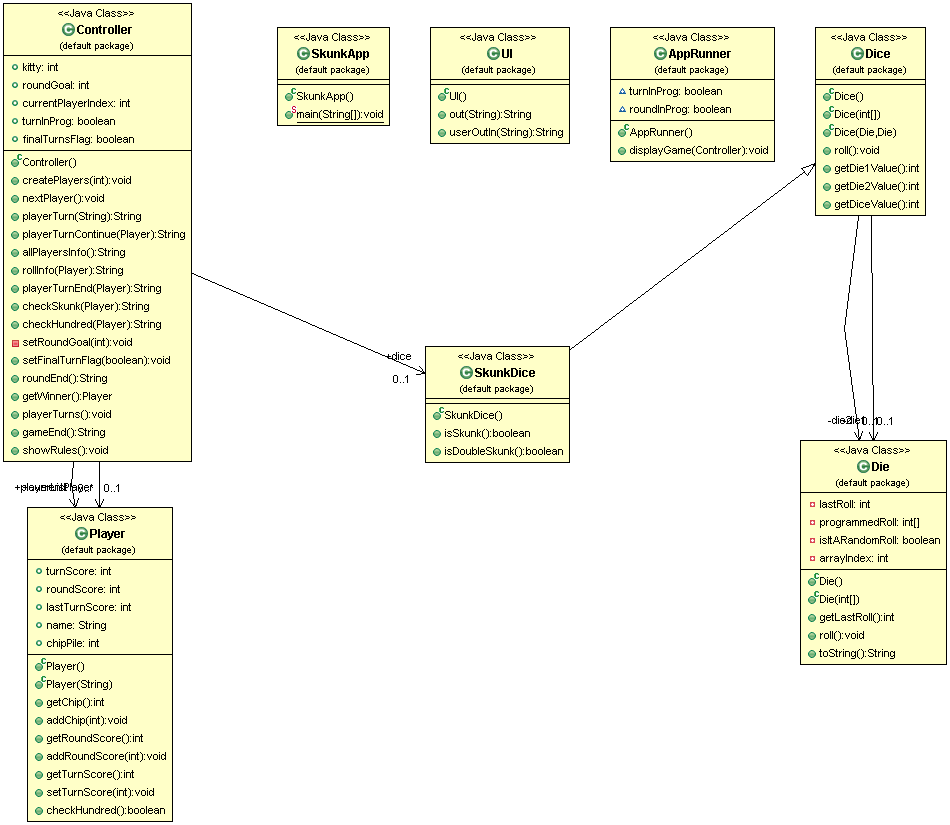 <<Java Class>>
Controller
(default package)
kitty: int
roundGoal: int
currentPlayerIndex: int
turnInProg: boolean
finalTurnsFlag: boolean
Controller()
createPlayers(int):void
nextPlayer():void
playerTurn(String):String
playerTurnContinue(Player):String
allPlayersInfo():String
rollInfo(Player):String
playerTurnEnd(Player):String
checkSkunk(Player):String
checkHundred(Player):String
setRoundGoal(int):void
setFinalTurnFlag(boolean):void
roundEnd():String
getWinner():Player
playerTurns():void
gameEnd():String
showRules():void
<<Java Class>>
SkunkApp
(default package)
SkunkApp()
main(String[]):void
<<Java Class>>
UI
(default package)
UI()
out(String):String
userOutIn(String):String
<<Java Class>>
AppRunner
(default package)
turnInProg: boolean
roundInProg: boolean
AppRunner()
displayGame(Controller):void
<<Java Class>>
Dice
(default package)
Dice()
Dice(int[])
Dice(Die,Die)
roll():void
getDie1Value():int
getDie2Value():int
getDiceValue():int
+dice
0..1
<<Java Class>>
SkunkDice
(default package)
SkunkDice()
isSkunk():boolean
isDoubleSkunk():boolean
0..1
<<Java Class>>
Die
(default package)
lastRoll: int
programmedRoll: int[]
isItARandomRoll: boolean
arrayIndex: int
Die()
Die(int[])
getLastRoll():int
roll():void
toString():String
0..1
<<Java Class>>
Player
(default package)
turnScore: int
roundScore: int
lastTurnScore: int
name: String
chipPile: int
Player()
Player(String)
getChip():int
addChip(int):void
getRoundScore():int
addRoundScore(int):void
getTurnScore():int
setTurnScore(int):void
checkHundred():boolean